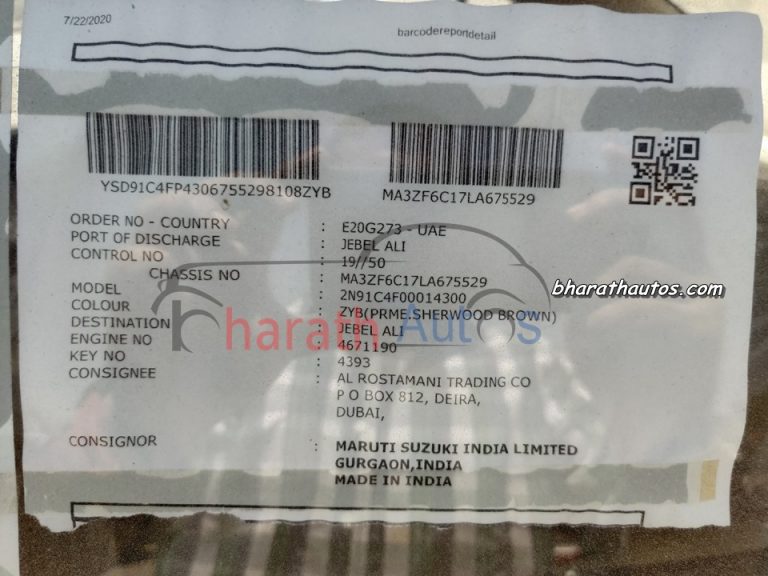 7/22/2020
barcodereportdetail
YSD91C4FP4306755298108ZYB
MA3ZF6C17LA675529
ORDER NO - COUNTRY : E20G273 - UAE
PORT OF DISCHARGE : JEBEL ALI
CONTROL NO : 19//50
CHASSIS NO : MA3ZF6C17LA675529
MODEL : 2N91C4F00014300
COLOUR : ZYB(PRME.SHERWOOD BROWN)
DESTINATION : JEBEL ALI
ENGINE NO : 4671190
KEY NO : 4393
CONSIGNEE : AL ROSTAMANI TRADING CO
P O BOX 812, DEIRA,
DUBAI,
CONSIGNOR : MARUTI SUZUKI INDIA LIMITED
GURGAON,INDIA
MADE IN INDIA
bharathautos.com
Bharath Autos